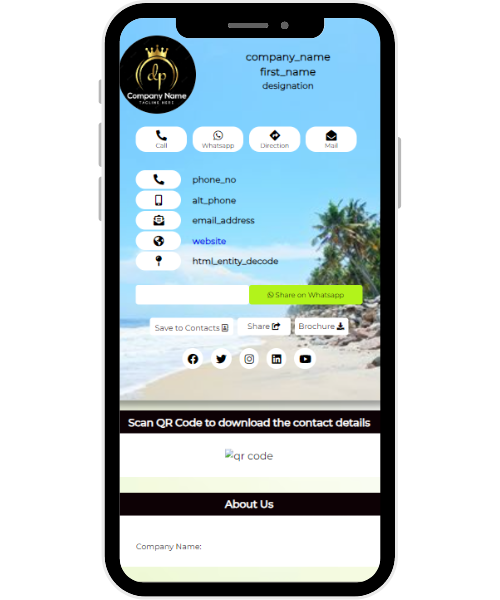 dp
Company Name
TAGLINE HERE
company_name
first_name
designation
Call
Whatsapp
Direction
Mail
phone_no
alt_phone
email_address
website
html_entity_decode
Share on Whatsapp
Save to Contacts
Share
Brochure
Scan QR Code to download the contact details
qr code
About Us
Company Name: